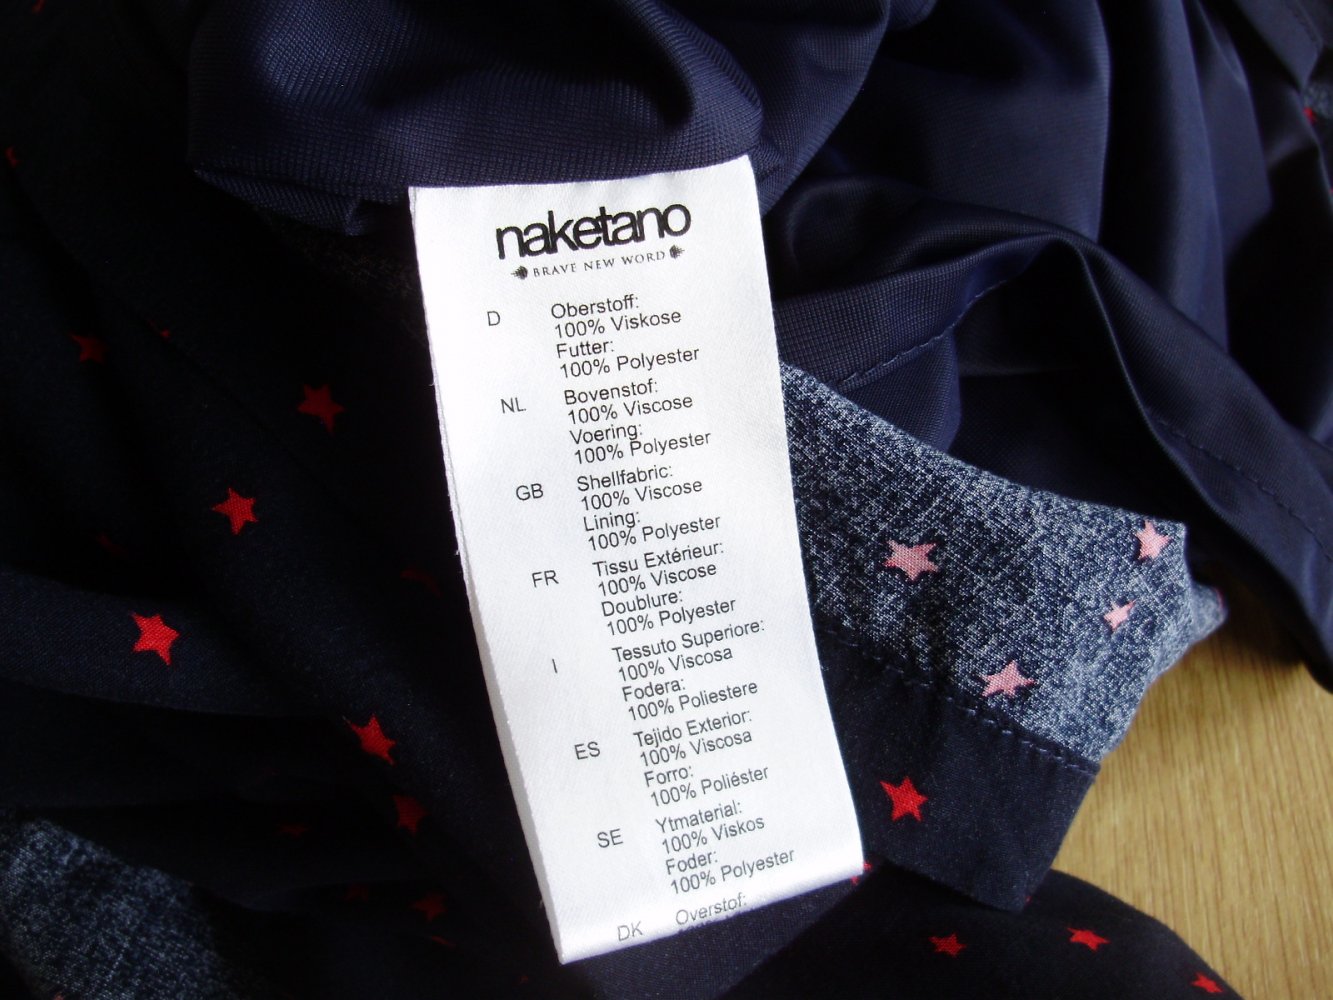 naketano
BRAVE NEW WORD
D Oberstoff:
100% Viskose
Futter:
100% Polyester
NL Bovenstof:
100% Viscose
Voering:
100% Polyester
GB Shellfabric:
100% Viscose
Lining:
100% Polyester
FR Tissu Extérieur:
100% Viscose
Doublure:
100% Polyester
I Tessuto Superiore:
100% Viscosa
Fodera:
100% Poliestere
ES Tejido Exterior:
100% Viscosa
Forro:
100% Poliéster
SE Ytmaterial:
100% Viskos
Foder:
100% Polyester
DK Overstof: